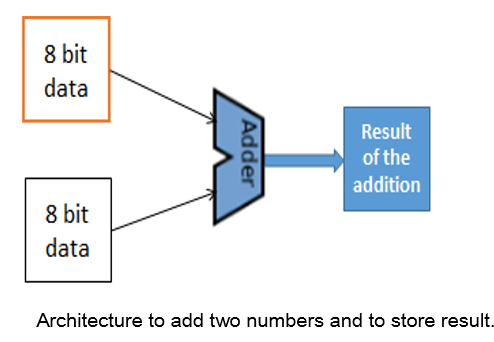 8 bit
data
Adder
Result
of the
addition
8 bit
data
Architecture to add two numbers and to store result.